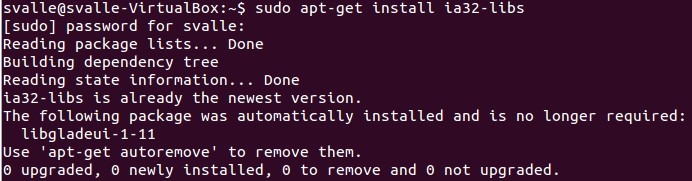 svalle@svalle-VirtualBox:~$ sudo apt-get install ia32-libs
[sudo] password for svalle:
Reading package lists... Done
Building dependency tree
Reading state information... Done
ia32-libs is already the newest version.
The following package was automatically installed and is no longer required:
  libgladeui-1-11
Use 'apt-get autoremove' to remove them.
0 upgraded, 0 newly installed, 0 to remove and 0 not upgraded.